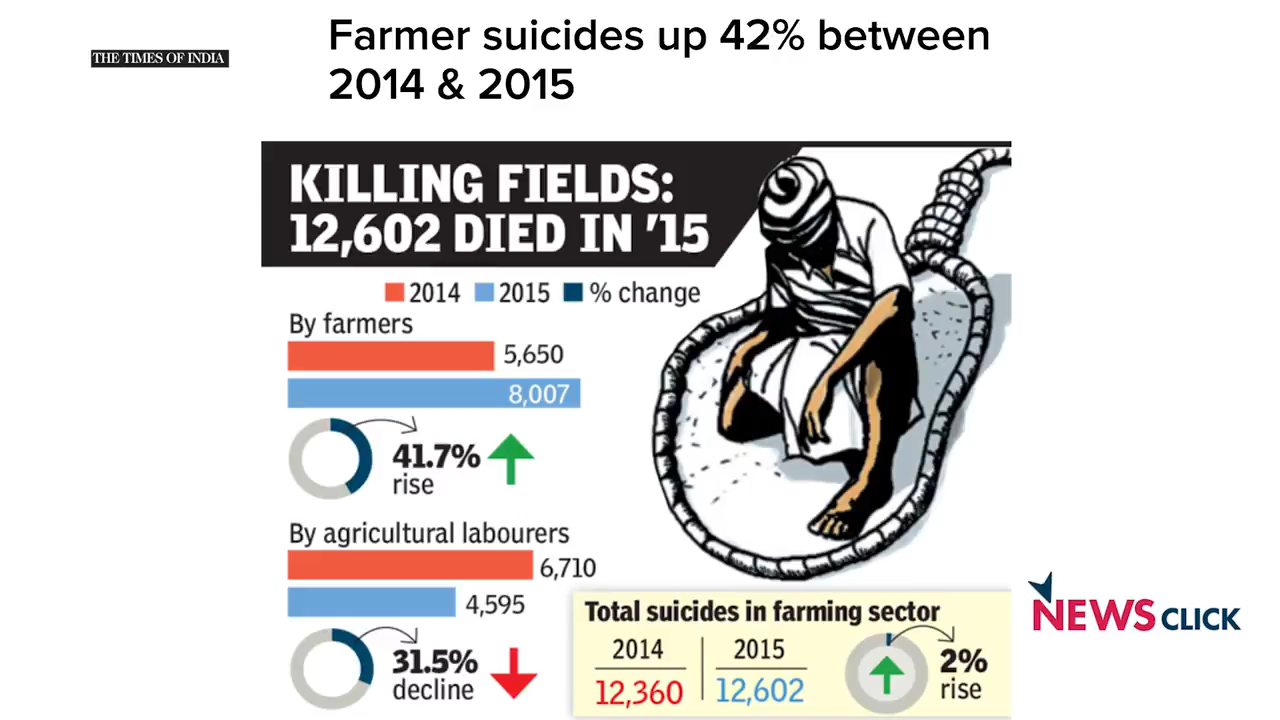 THE TIMES OF INDIA
Farmer suicides up 42% between
2014 & 2015
KILLING FIELDS:
12,602 DIED IN '15
2014 2015 % change
By farmers
5,650
8,007
41.7%
rise
By agricultural labourers
6,710
4,595
31.5%
decline
Total suicides in farming sector
2014 2015
12,360 12,602
2%
rise
NEWSCLICK